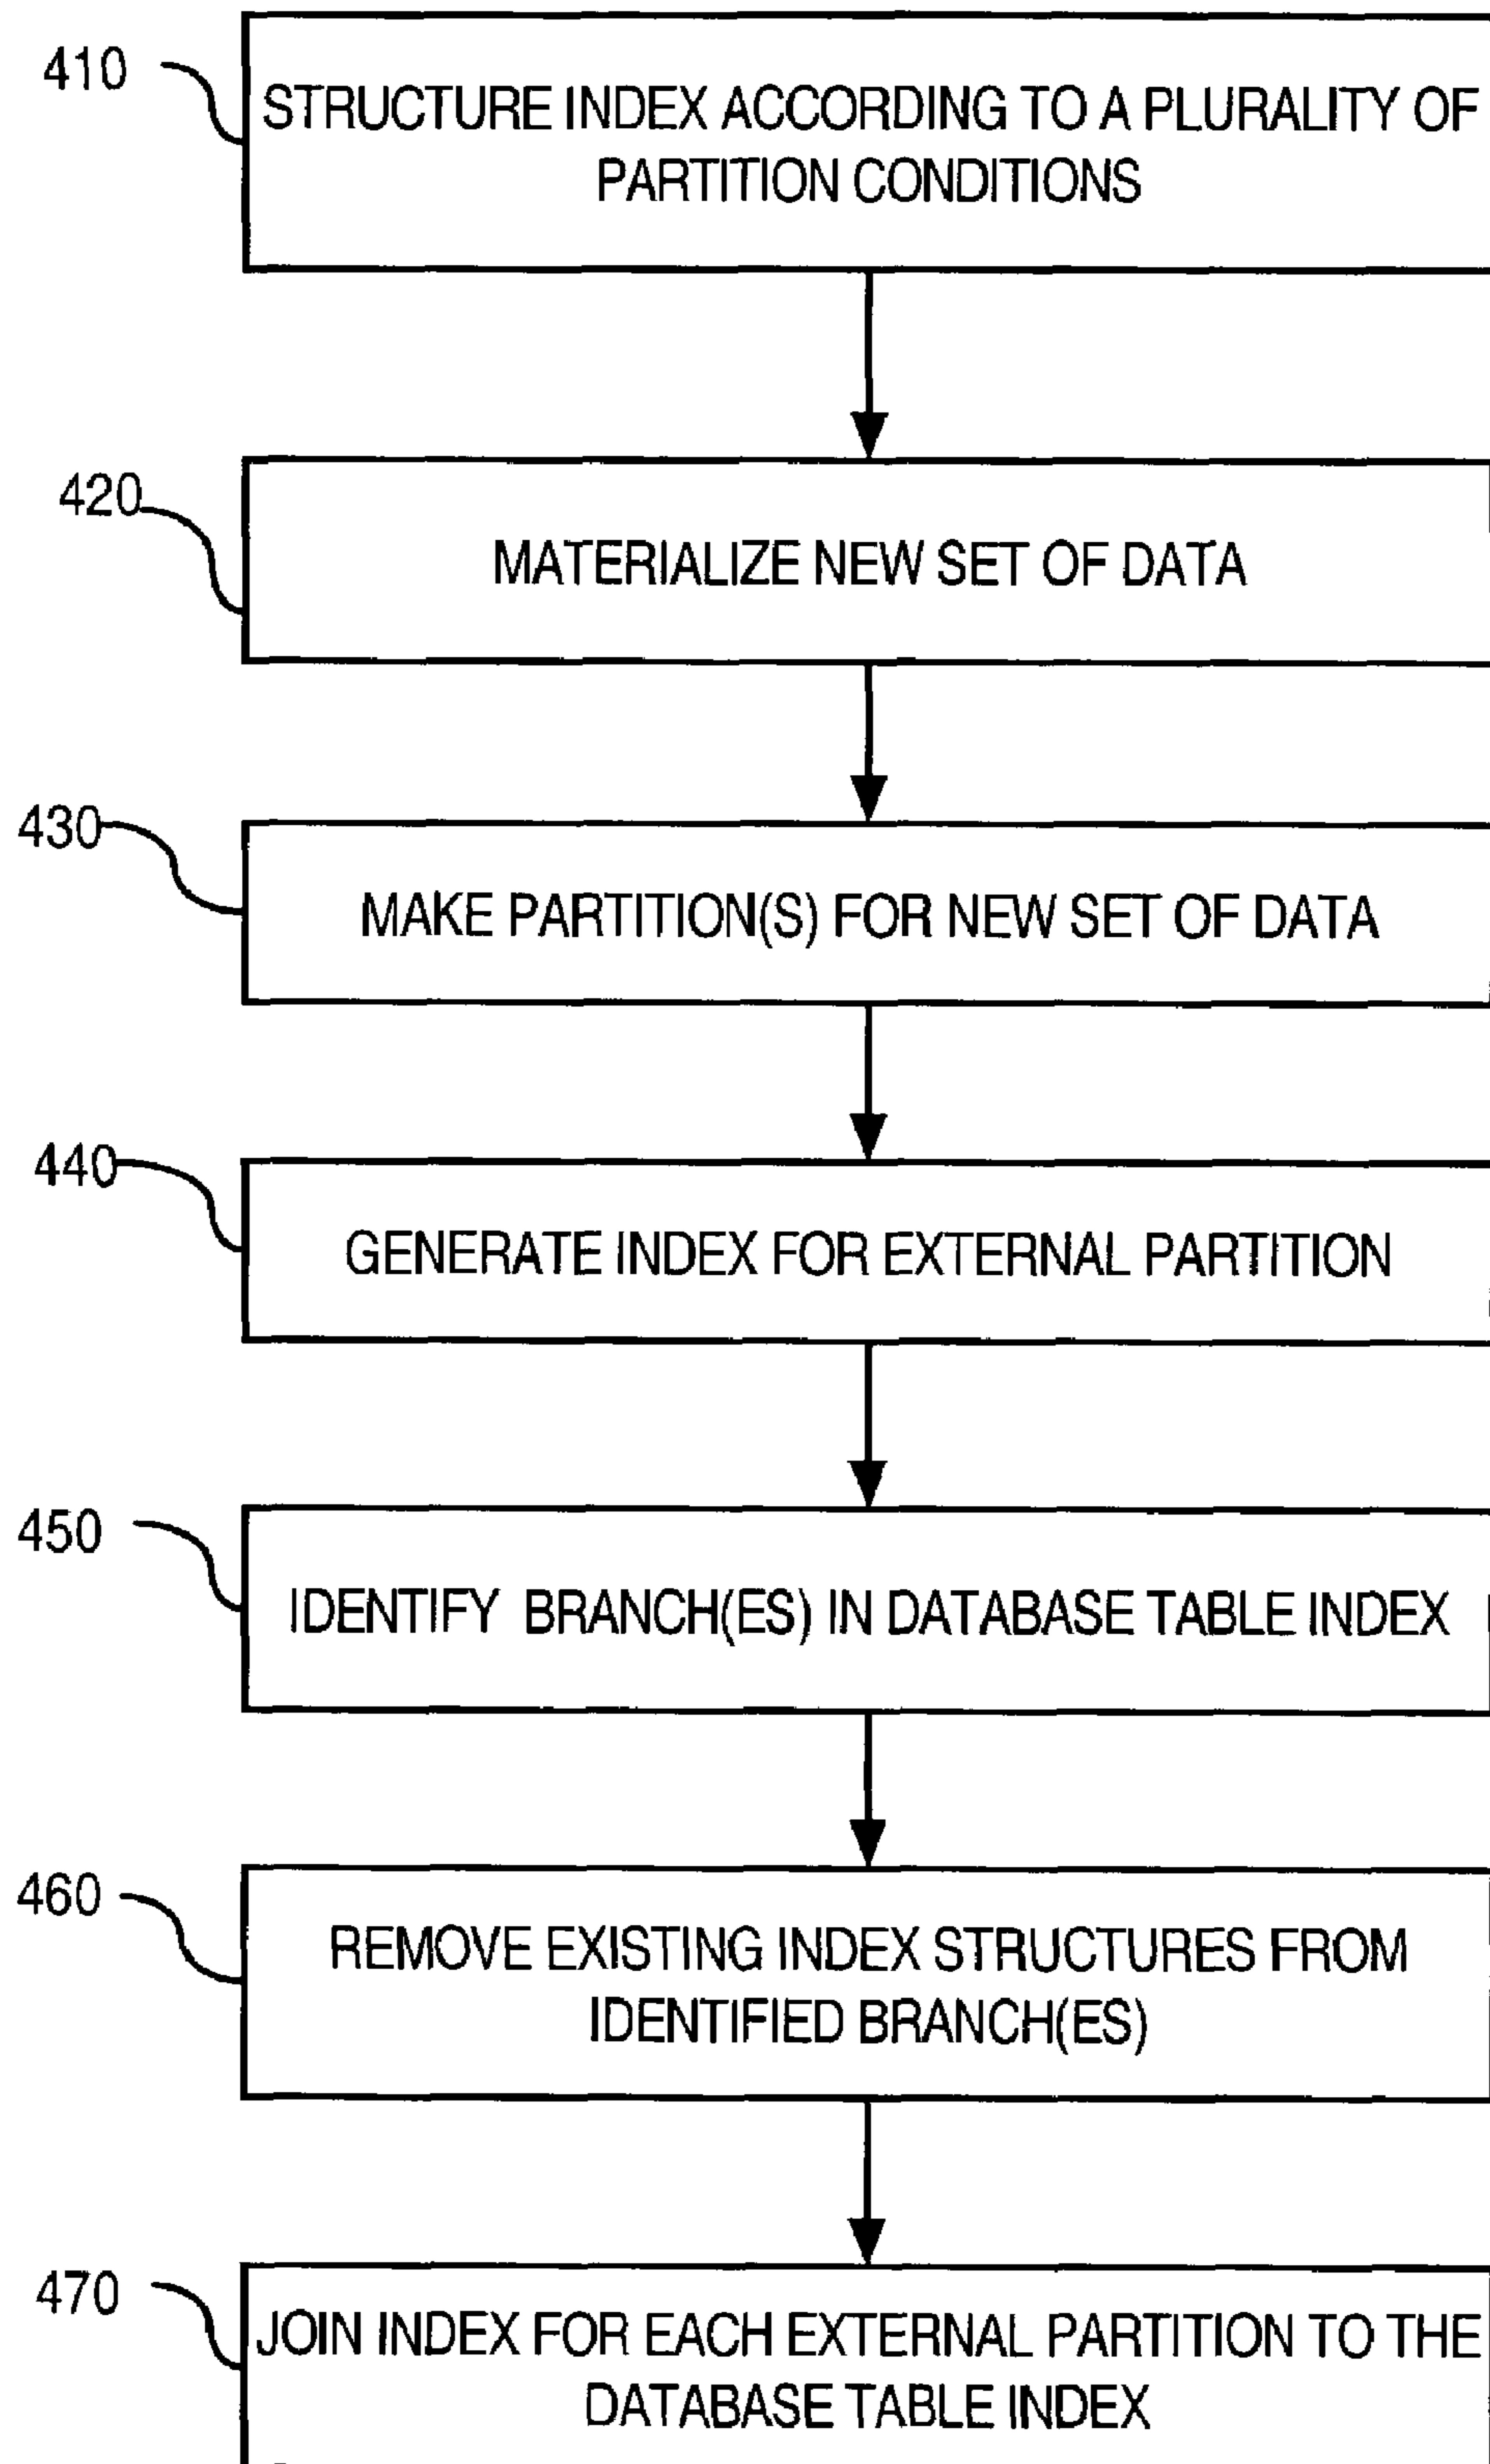 410
STRUCTURE INDEX ACCORDING TO A PLURALITY OF
PARTITION CONDITIONS
420
MATERIALIZE NEW SET OF DATA
430
MAKE PARTITION(S) FOR NEW SET OF DATA
440
GENERATE INDEX FOR EXTERNAL PARTITION
450
IDENTIFY BRANCH(ES) IN DATABASE TABLE INDEX
460
REMOVE EXISTING INDEX STRUCTURES FROM
IDENTIFIED BRANCH(ES)
470
JOIN INDEX FOR EACH EXTERNAL PARTITION TO THE
DATABASE TABLE INDEX